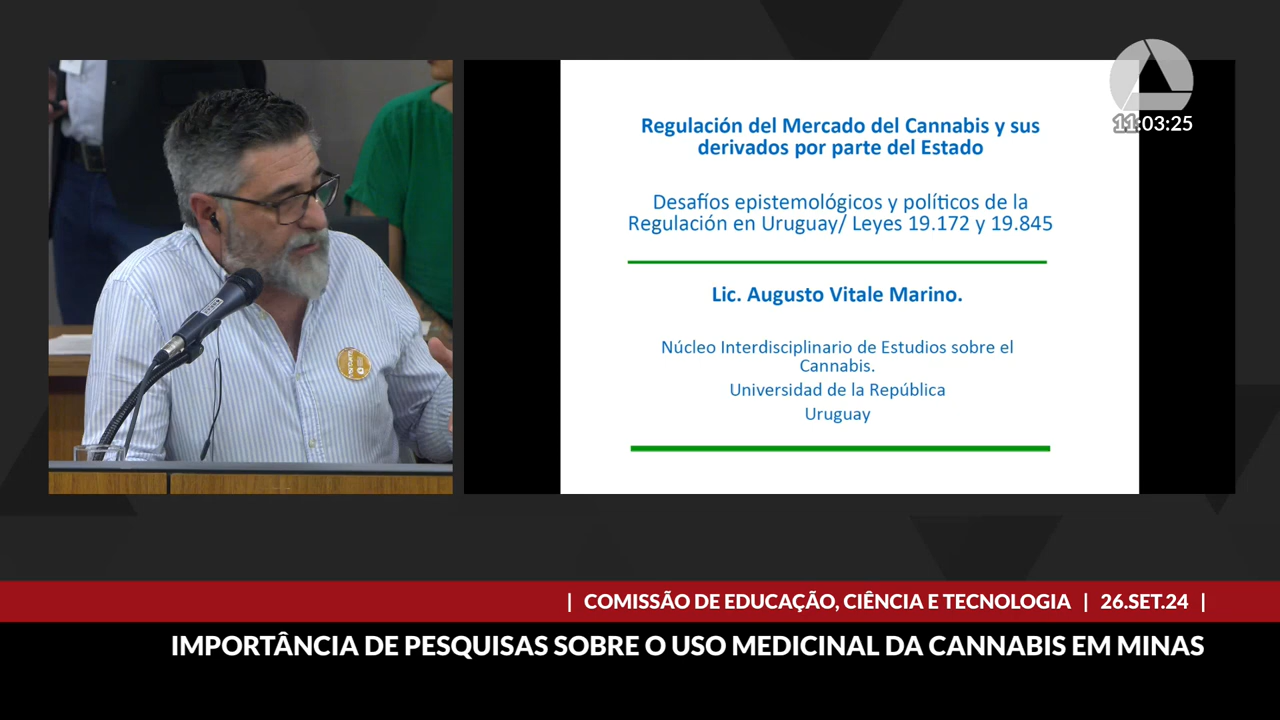 11:03:25
Regulación del Mercado del Cannabis y sus
derivados por parte del Estado
Desafíos epistemológicos y políticos de la
Regulación en Uruguay/ Leyes 19.172 y 19.845
Lic. Augusto Vitale Marino.
Núcleo Interdisciplinario de Estudios sobre el
Cannabis.
Universidad de la República
Uruguay
| COMISSÃO DE EDUCAÇÃO, CIÊNCIA E TECNOLOGIA | 26.SET.24 |
IMPORTÂNCIA DE PESQUISAS SOBRE O USO MEDICINAL DA CANNABIS EM MINAS